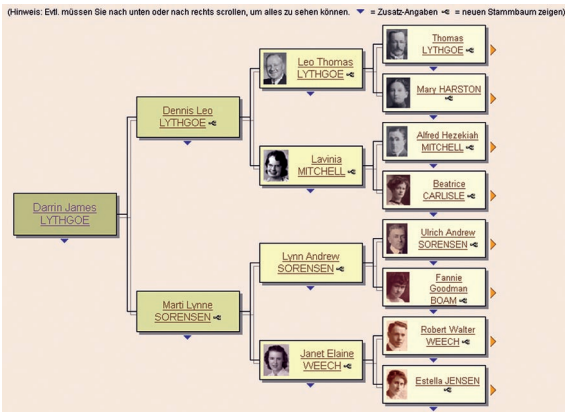 (Hinweis: Evtl. müssen Sie nach unten oder nach rechts scrollen, um alles zu sehen können. = Zusatz-Angaben = neuen Stammbaum zeigen)
Thomas
LYTHGOE
Leo Thomas
LYTHGOE
Mary HARSTON
Dennis Leo
LYTHGOE
Alfred Hezekiah
MITCHELL
Lavinia
MITCHELL
Beatrice
CARLISLE
Darrin James
LYTHGOE
Ulrich Andrew
SORENSEN
Lynn Andrew
SORENSEN
Fannie
Goodman
BOAM
Marti Lynne
SORENSEN
Robert Walter
WEECH
Janet Elaine
WEECH
Estella JENSEN